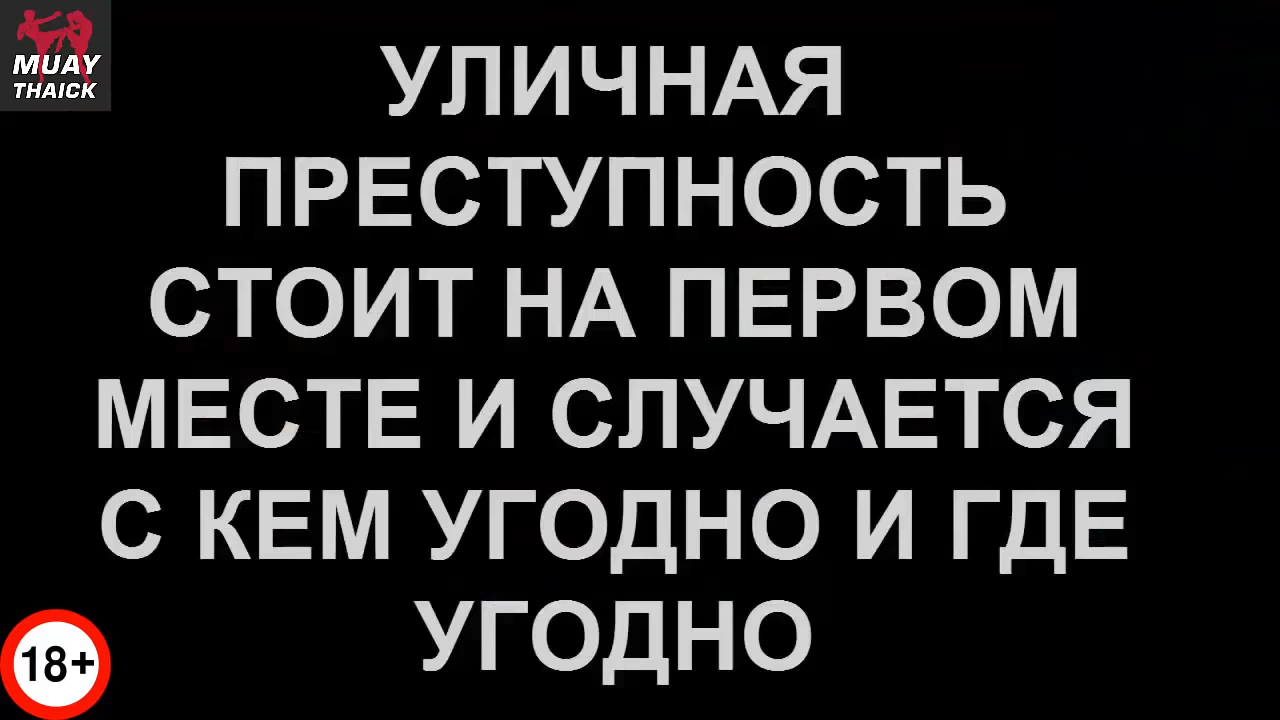 MUAY
THAICK
УЛИЧНАЯ
ПРЕСТУПНОСТЬ
СТОИТ НА ПЕРВОМ
МЕСТЕ И СЛУЧАЕТСЯ
С КЕМ УГОДНО И ГДЕ
УГОДНО
18+